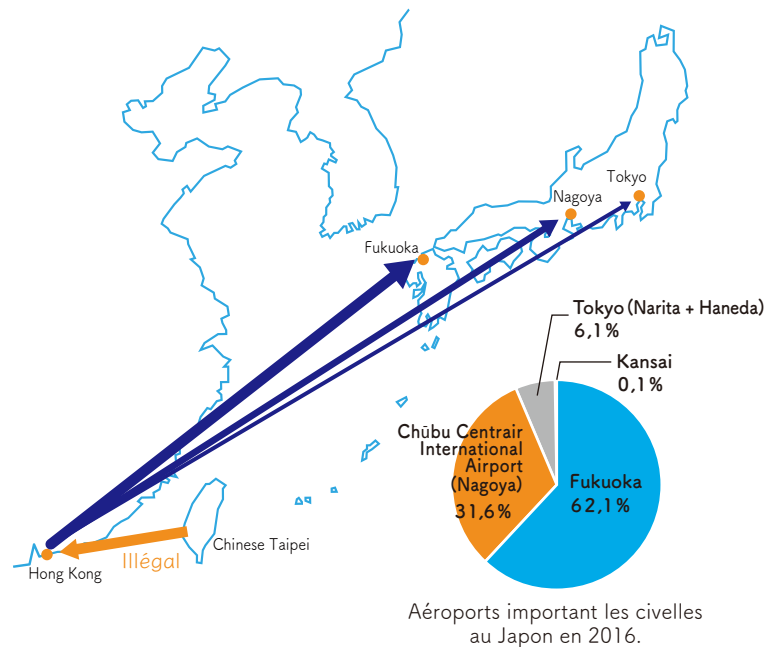 Tokyo
Nagoya
Fukuoka
Tokyo (Narita + Haneda)
6,1%
Kansai
0,1%
Chūbu Centrair
International
Airport
(Nagoya)
31,6%
Fukuoka
62,1%
Chinese Taipei
Illégal
Hong Kong
Aéroports important les civelles
au Japon en 2016.